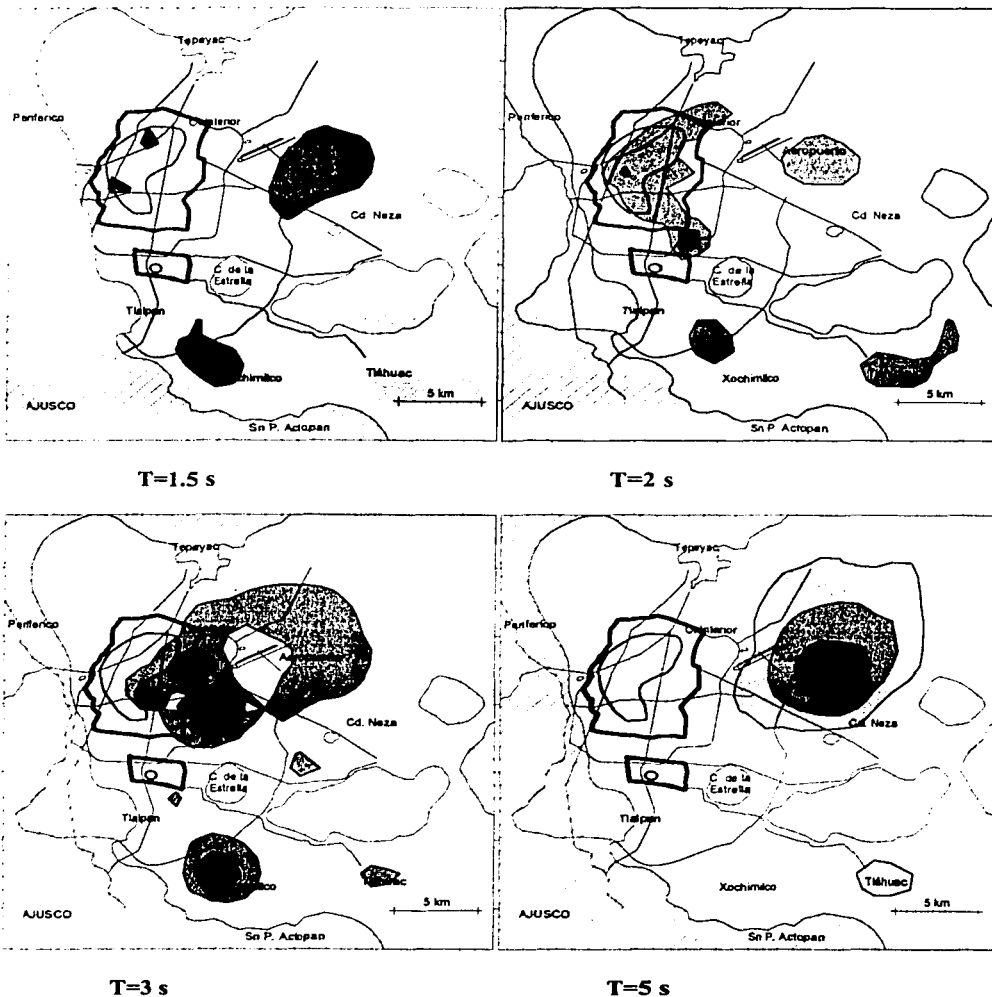 Tepeyac
Periferico
Cd. Neza
C. de la
Estrella
Tlalpan
Tláhuac
5 km
AJUSCO
Sn P. Actopan
T=1.5 s
Tepeyac
Periferico
Aeropuerto
Cd. Neza
C. de la
Estrella
Tlalpan
Xochimilco
5 km
AJUSCO
Sn P. Actopan
T=2 s
Tepeyac
Periferico
Cd. Neza
C. de la
Estrella
Tlalpan
5 km
AJUSCO
Sn P. Actopan
T=3 s
Tepeyac
Periferico
Cd. Neza
C. de la
Estrella
Tlalpan
Xochimilco
Tláhuac
5 km
AJUSCO
Sn P. Actopan
T=5 s